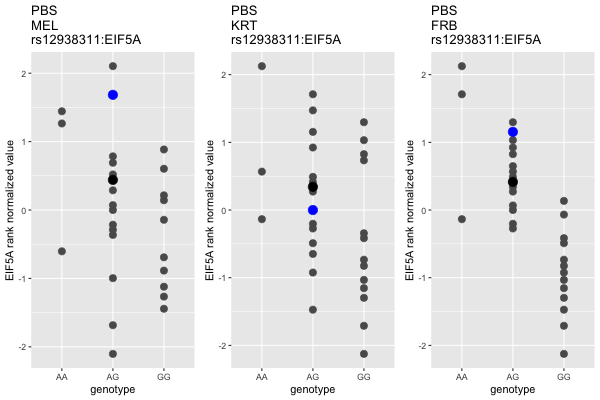 PBS
MEL
rs12938311:EIF5A
EIF5A rank normalized value
2
1
0
-1
-2
AA
AG
GG
genotype
PBS
KRT
rs12938311:EIF5A
EIF5A rank normalized value
2
1
0
-1
-2
AA
AG
GG
genotype
PBS
FRB
rs12938311:EIF5A
EIF5A rank normalized value
2
1
0
-1
-2
AA
AG
GG
genotype